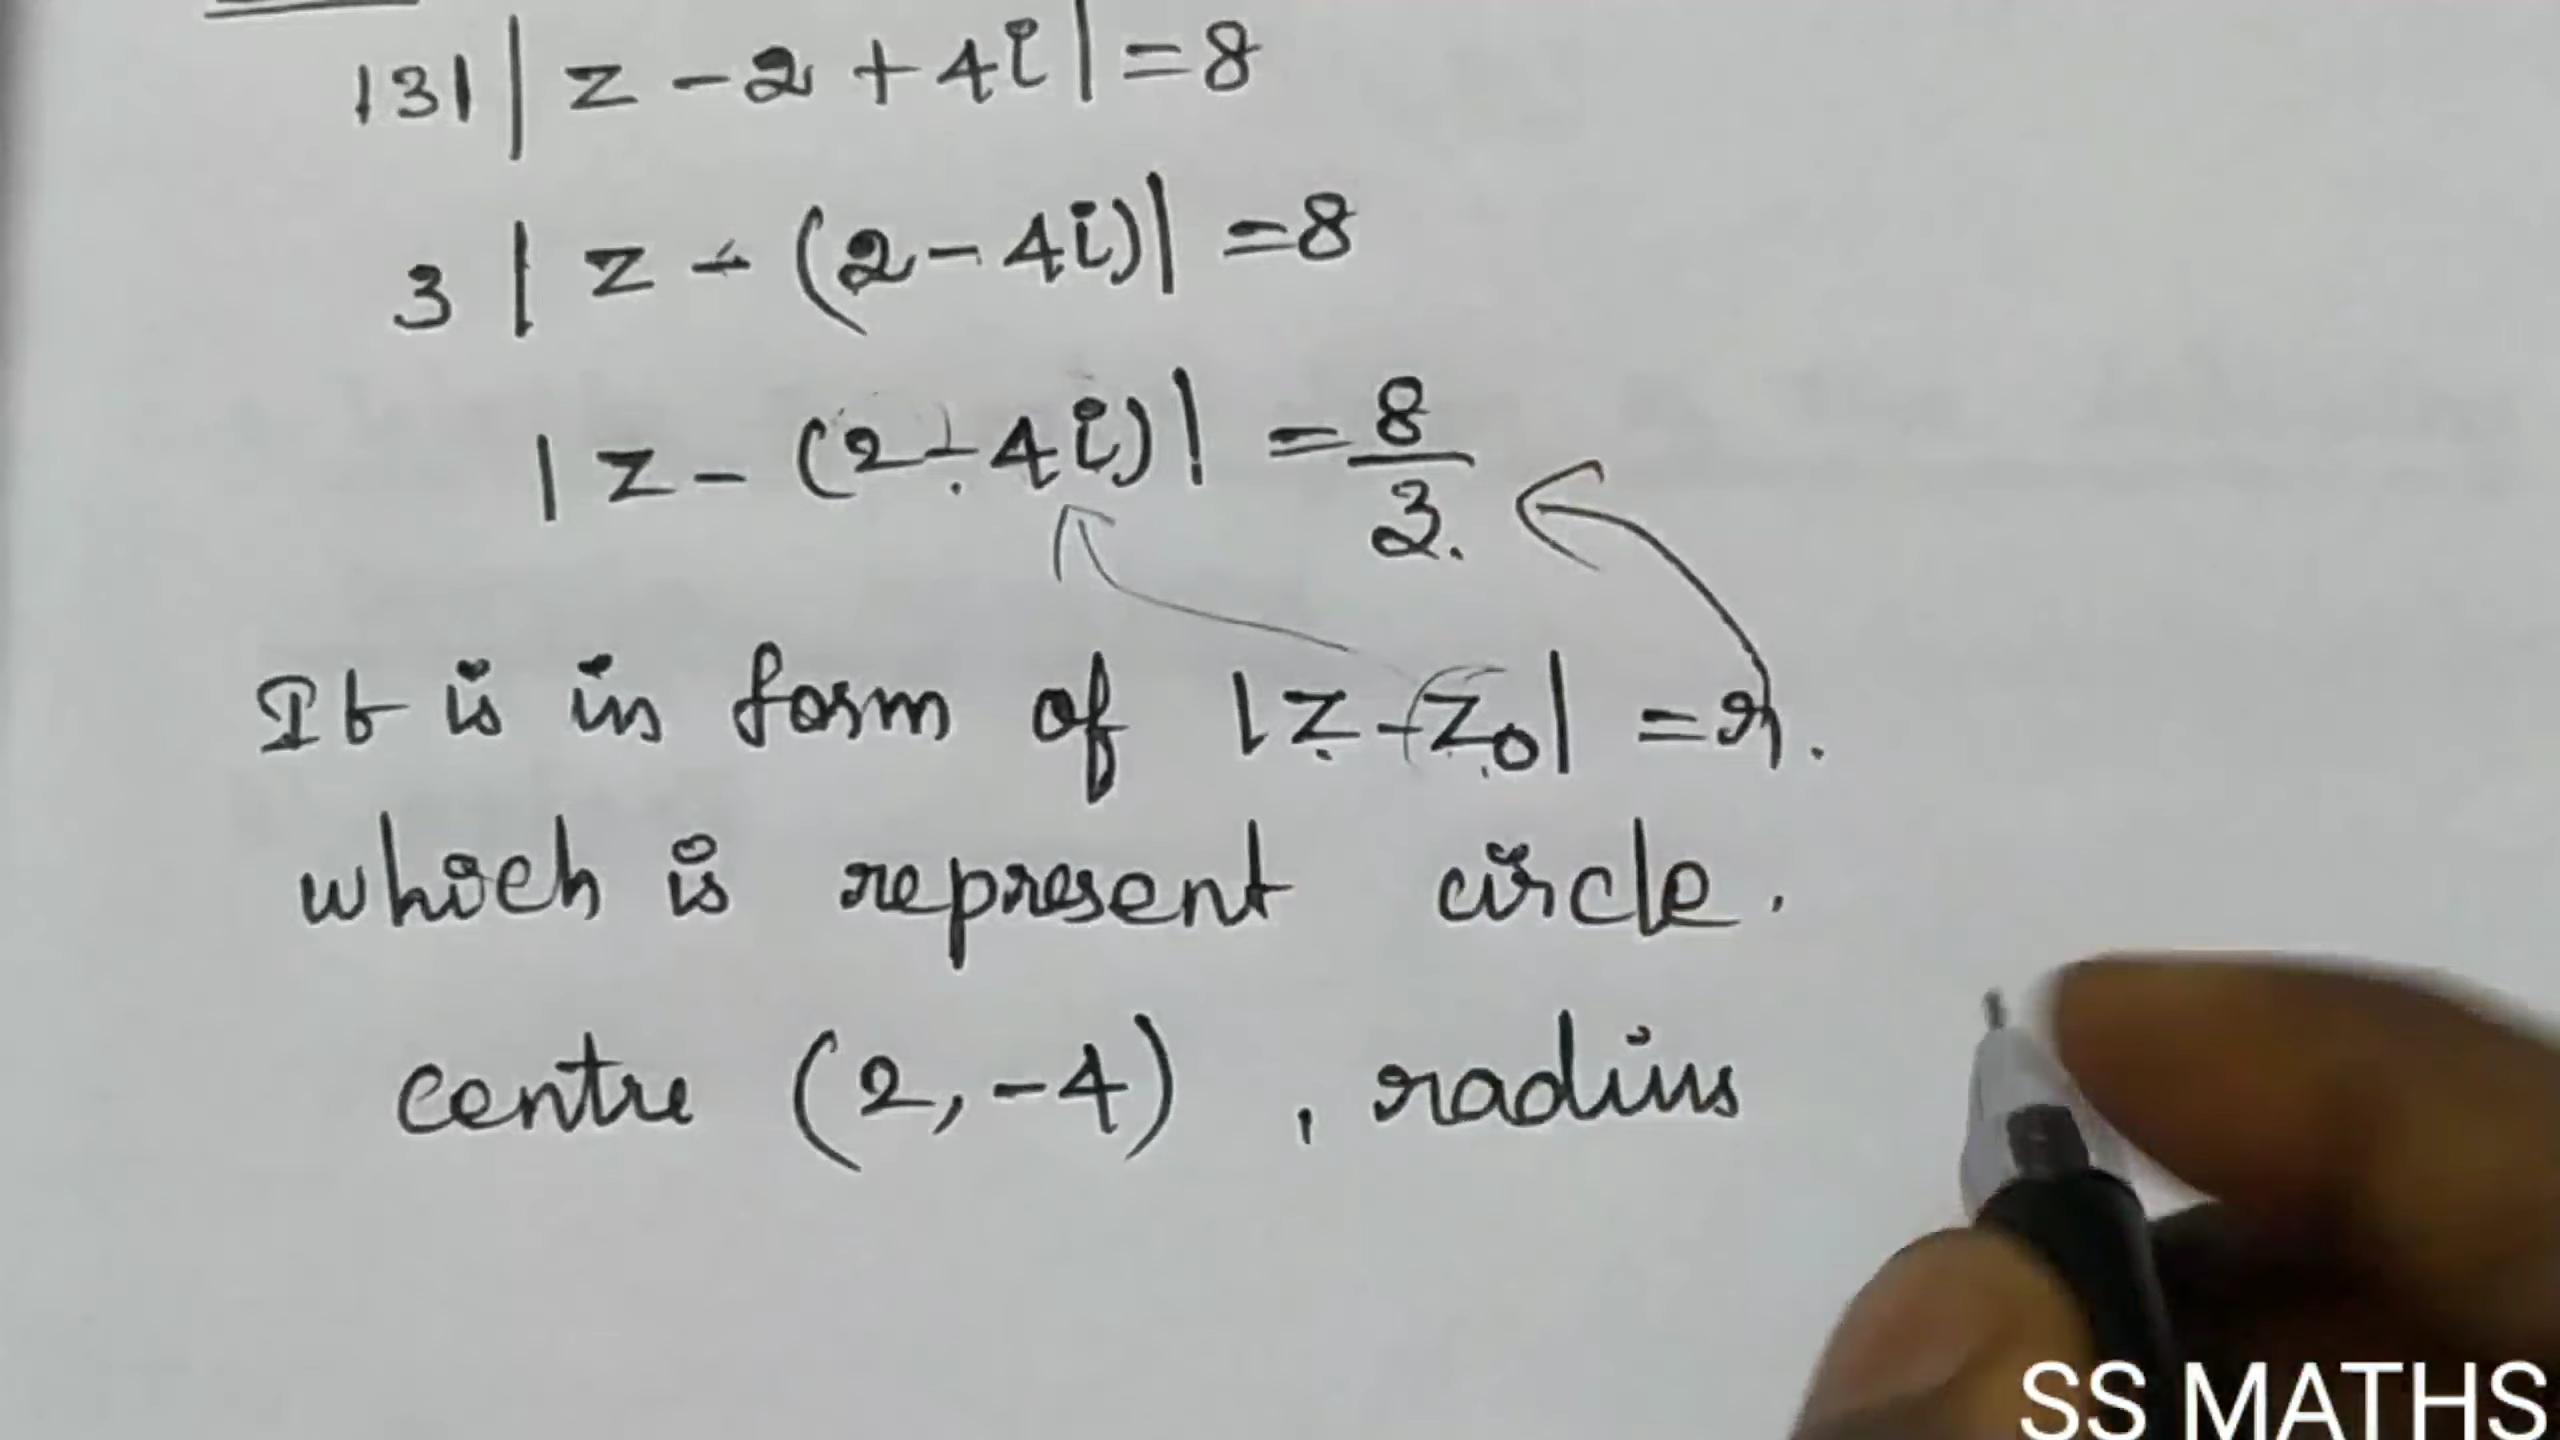 |3| |z - 2 + 4i| = 8
3 |z - (2 - 4i)| = 8
|z - (2 - 4i)| = 8/3.
It is in form of |z - z₀| = r.
which is represent circle.
centre (2, -4) , radius
SS MATHS